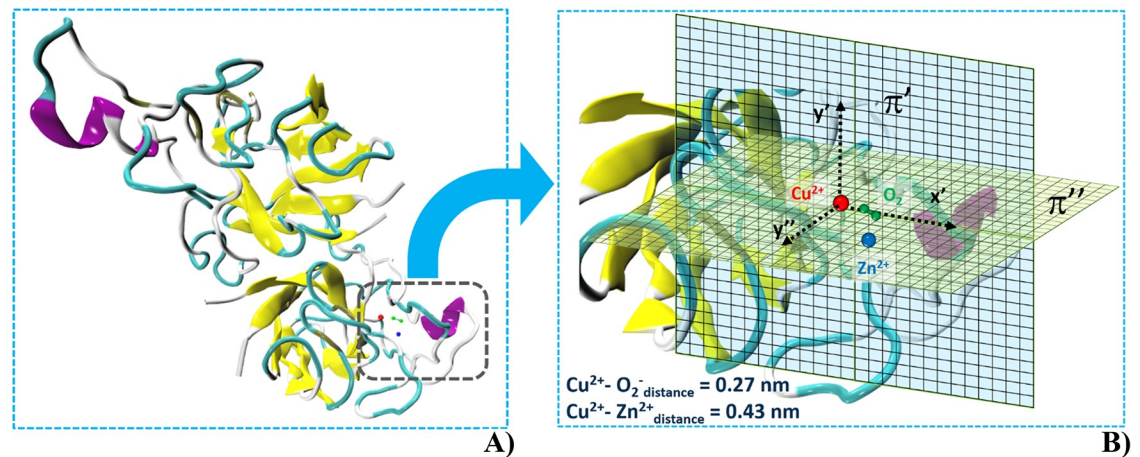 A)
π’
y’
Cu²⁺
O₂
x’
π’’
y’’
Zn²⁺
Cu²⁺- O₂⁻ distance = 0.27 nm
Cu²⁺- Zn²⁺ distance = 0.43 nm
B)